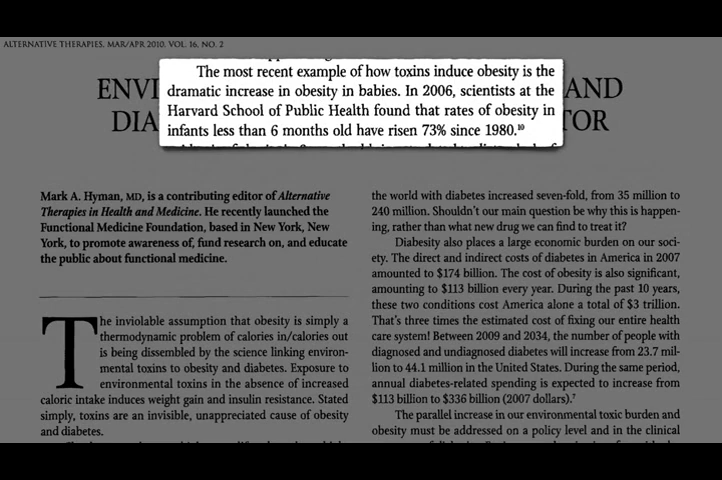 ALTERNATIVE THERAPIES, MAR/APR 2010, VOL. 16, NO. 2
The most recent example of how toxins induce obesity is the
dramatic increase in obesity in babies. In 2006, scientists at the
Harvard School of Public Health found that rates of obesity in
infants less than 6 months old have risen 73% since 1980.¹⁰
ENVI
AND
DIA
TOR
Mark A. Hyman, MD, is a contributing editor of Alternative
Therapies in Health and Medicine. He recently launched the
Functional Medicine Foundation, based in New York, New
York, to promote awareness of, fund research on, and educate
the public about functional medicine.
The inviolable assumption that obesity is simply a
thermodynamic problem of calories in/calories out
is being dissembled by the science linking environ-
mental toxins to obesity and diabetes. Exposure to
environmental toxins in the absence of increased
caloric intake induces weight gain and insulin resistance. Stated
simply, toxins are an invisible, unappreciated cause of obesity
and diabetes.
the world with diabetes increased seven-fold, from 35 million to
240 million. Shouldn't our main question be why this is happen-
ing, rather than what new drug we can find to treat it?
Diabesity also places a large economic burden on our soci-
ety. The direct and indirect costs of diabetes in America in 2007
amounted to $174 billion. The cost of obesity is also significant,
amounting to $113 billion every year. During the past 10 years,
these two conditions cost America alone a total of $3 trillion.
That's three times the estimated cost of fixing our entire health
care system! Between 2009 and 2034, the number of people with
diagnosed and undiagnosed diabetes will increase from 23.7 mil-
lion to 44.1 million in the United States. During the same period,
annual diabetes-related spending is expected to increase from
$113 billion to $336 billion (2007 dollars).⁷
The parallel increase in our environmental toxic burden and
obesity must be addressed on a policy level and in the clinical